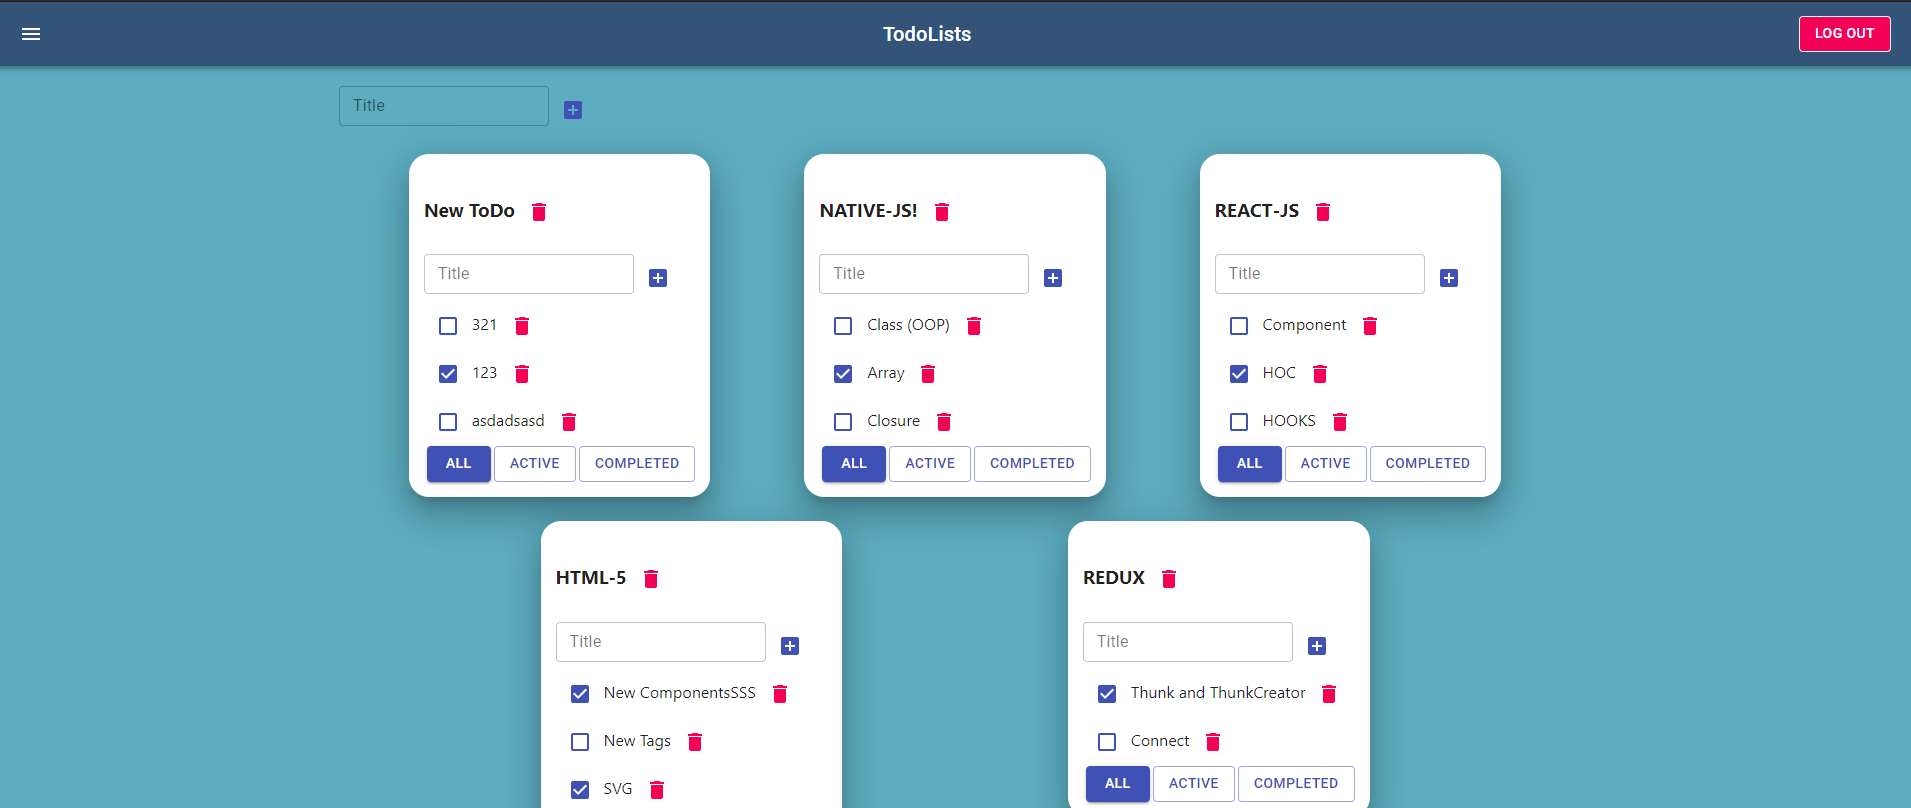 TodoLists
LOG OUT
Title
New ToDo
Title
321
123
asdadsasd
ALL ACTIVE COMPLETED
NATIVE-JS!
Title
Class (OOP)
Array
Closure
ALL ACTIVE COMPLETED
REACT-JS
Title
Component
HOC
HOOKS
ALL ACTIVE COMPLETED
HTML-5
Title
New ComponentsSSS
New Tags
SVG
REDUX
Title
Thunk and ThunkCreator
Connect
ALL ACTIVE COMPLETED